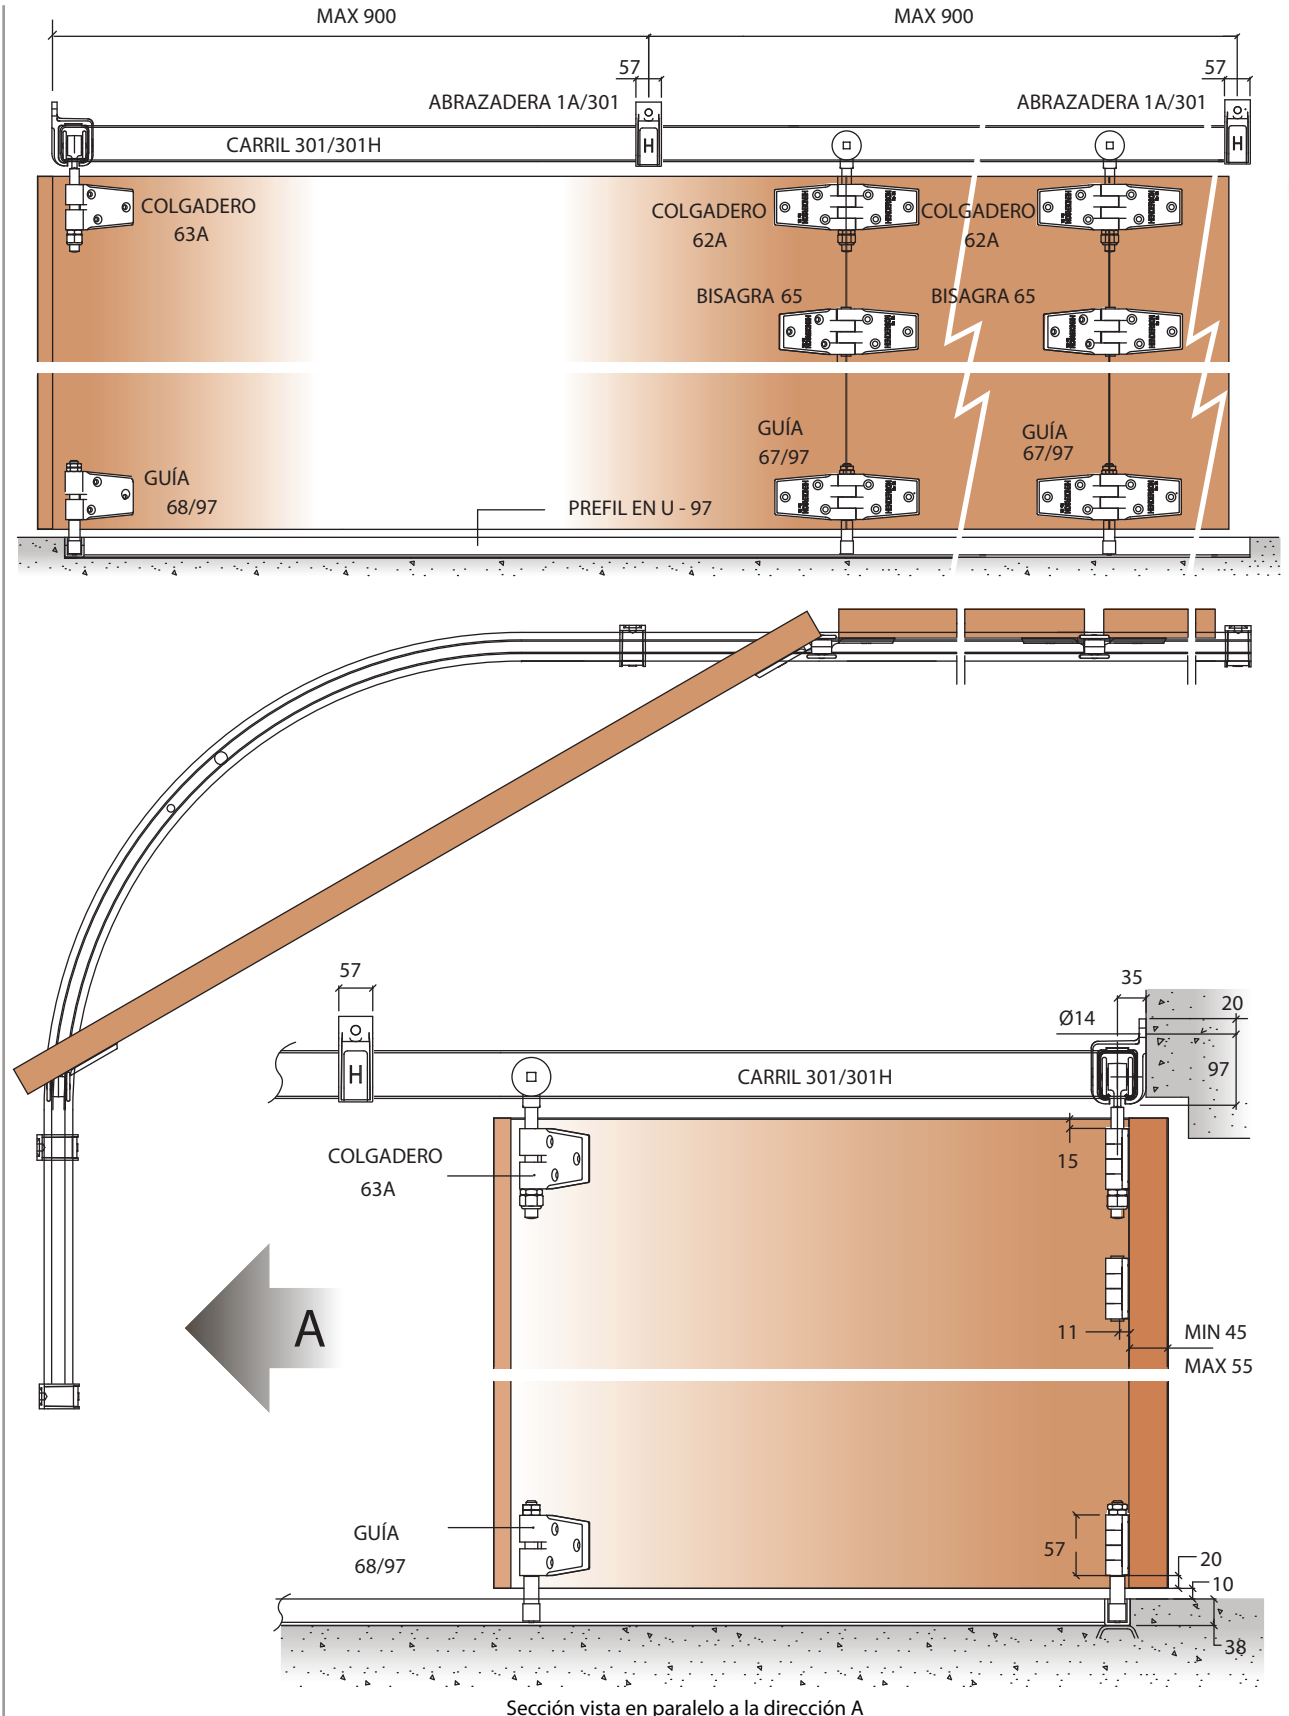 MAX 900
MAX 900
57
57
ABRAZADERA 1A/301
ABRAZADERA 1A/301
CARRIL 301/301H
H
H
COLGADERO
63A
COLGADERO
62A
COLGADERO
62A
BISAGRA 65
BISAGRA 65
GUÍA
68/97
GUÍA
67/97
GUÍA
67/97
PREFIL EN U - 97
57
35
20
Ø14
H
CARRIL 301/301H
97
COLGADERO
63A
15
A
11
MIN 45
MAX 55
GUÍA
68/97
57
20
10
38
Sección vista en paralelo a la dirección A